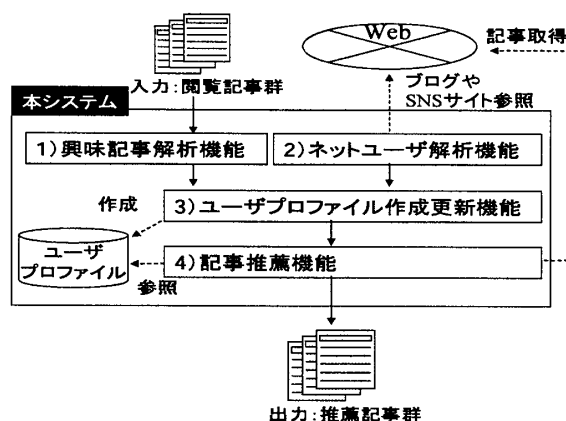 Web
記事取得
入力:閲覧記事群
ブログや
SNSサイト参照
本システム
1)興味記事解析機能
2)ネットユーザ解析機能
作成
3)ユーザプロファイル作成更新機能
ユーザ
プロファイル
4)記事推薦機能
参照
出力:推薦記事群